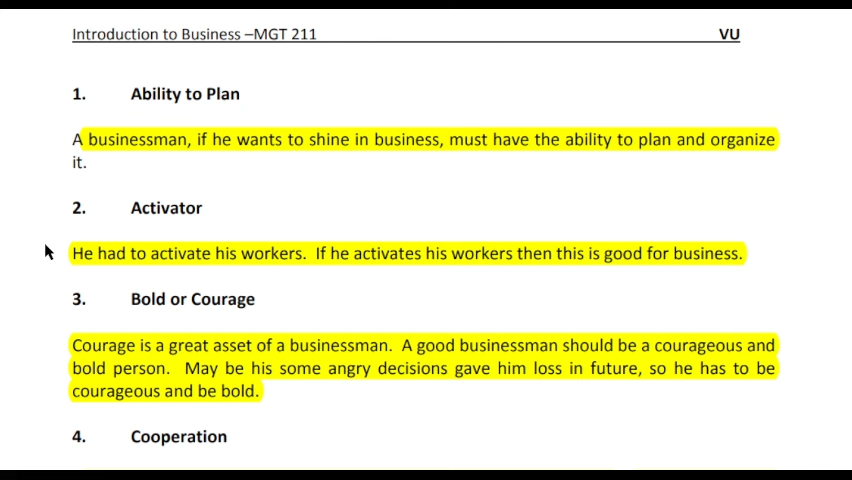 Introduction to Business –MGT 211 VU
1. Ability to Plan
A businessman, if he wants to shine in business, must have the ability to plan and organize
it.
2. Activator
He had to activate his workers. If he activates his workers then this is good for business.
3. Bold or Courage
Courage is a great asset of a businessman. A good businessman should be a courageous and
bold person. May be his some angry decisions gave him loss in future, so he has to be
courageous and be bold.
4. Cooperation